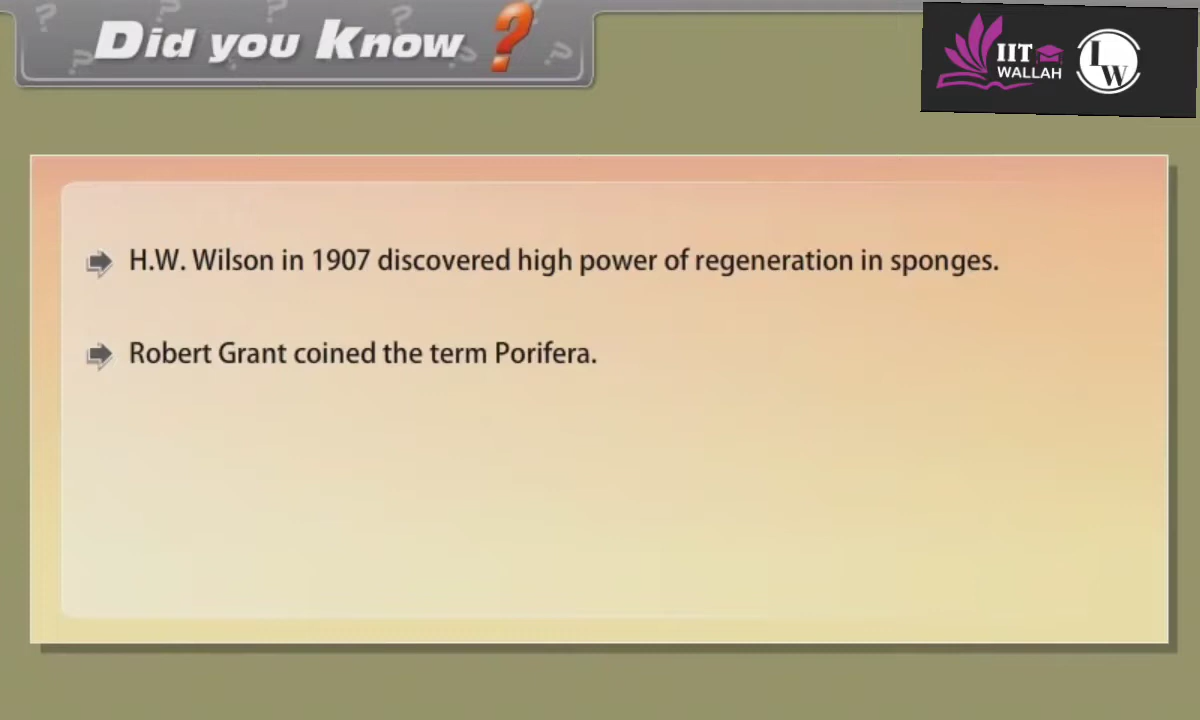 Did you Know ?
IIT
WALLAH
L
W
H.W. Wilson in 1907 discovered high power of regeneration in sponges.
Robert Grant coined the term Porifera.